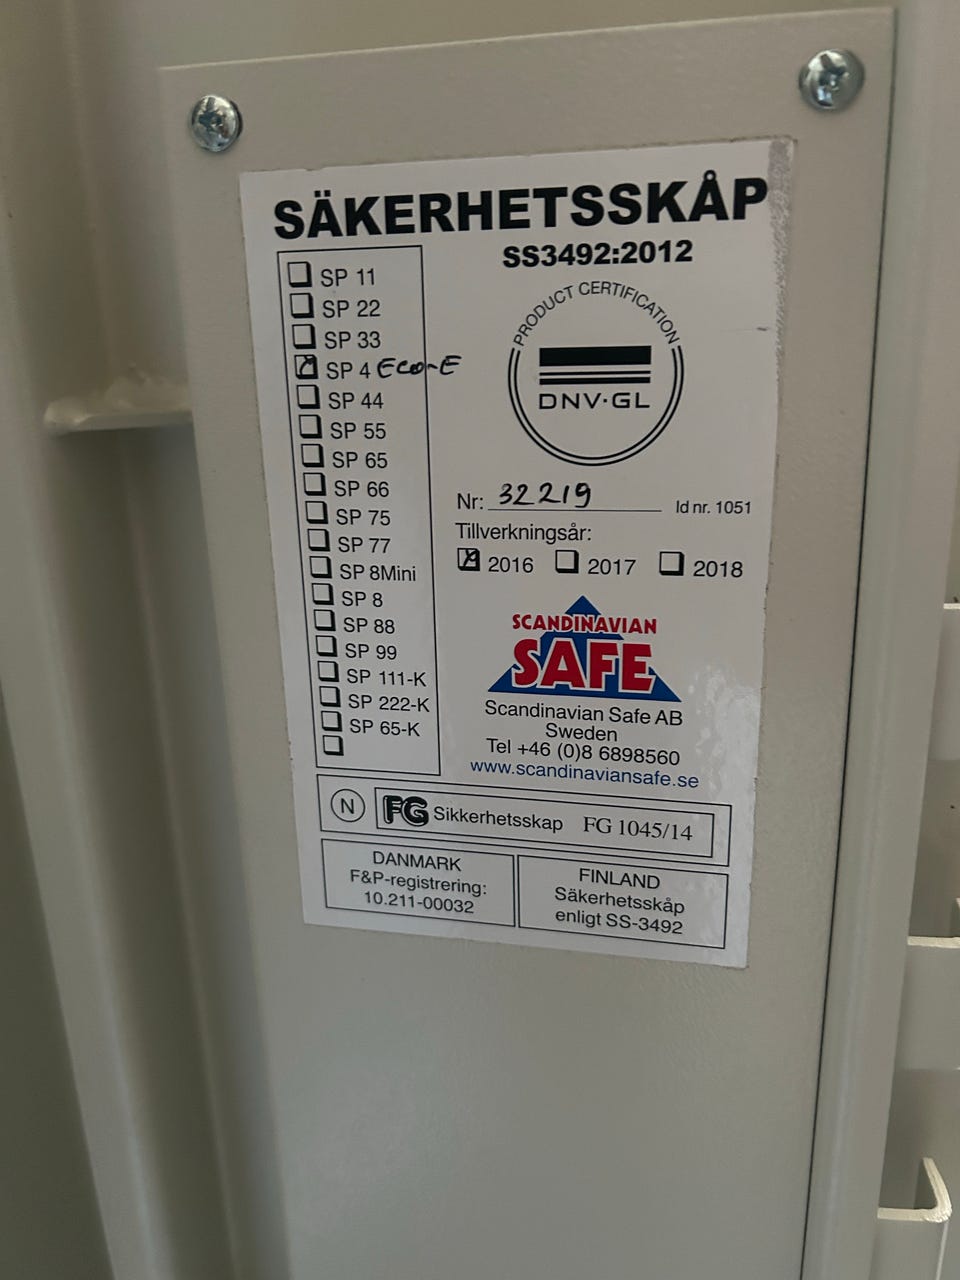 SÄKERHETSSKÅP
SS3492:2012
SP 11
SP 22
SP 33
SP 4 Eco-E
SP 44
SP 55
SP 65
SP 66
SP 75
SP 77
SP 8Mini
SP 8
SP 88
SP 99
SP 111-K
SP 222-K
SP 65-K
PRODUCT CERTIFICATION
DNV·GL
Nr: 32219 Id nr. 1051
Tillverkningsår:
2016 2017 2018
SCANDINAVIAN
SAFE
Scandinavian Safe AB
Sweden
Tel +46 (0)8 6898560
www.scandinaviansafe.se
N FG Sikkerhetsskap FG 1045/14
DANMARK
F&P-registrering:
10.211-00032
FINLAND
Säkerhetsskåp
enligt SS-3492